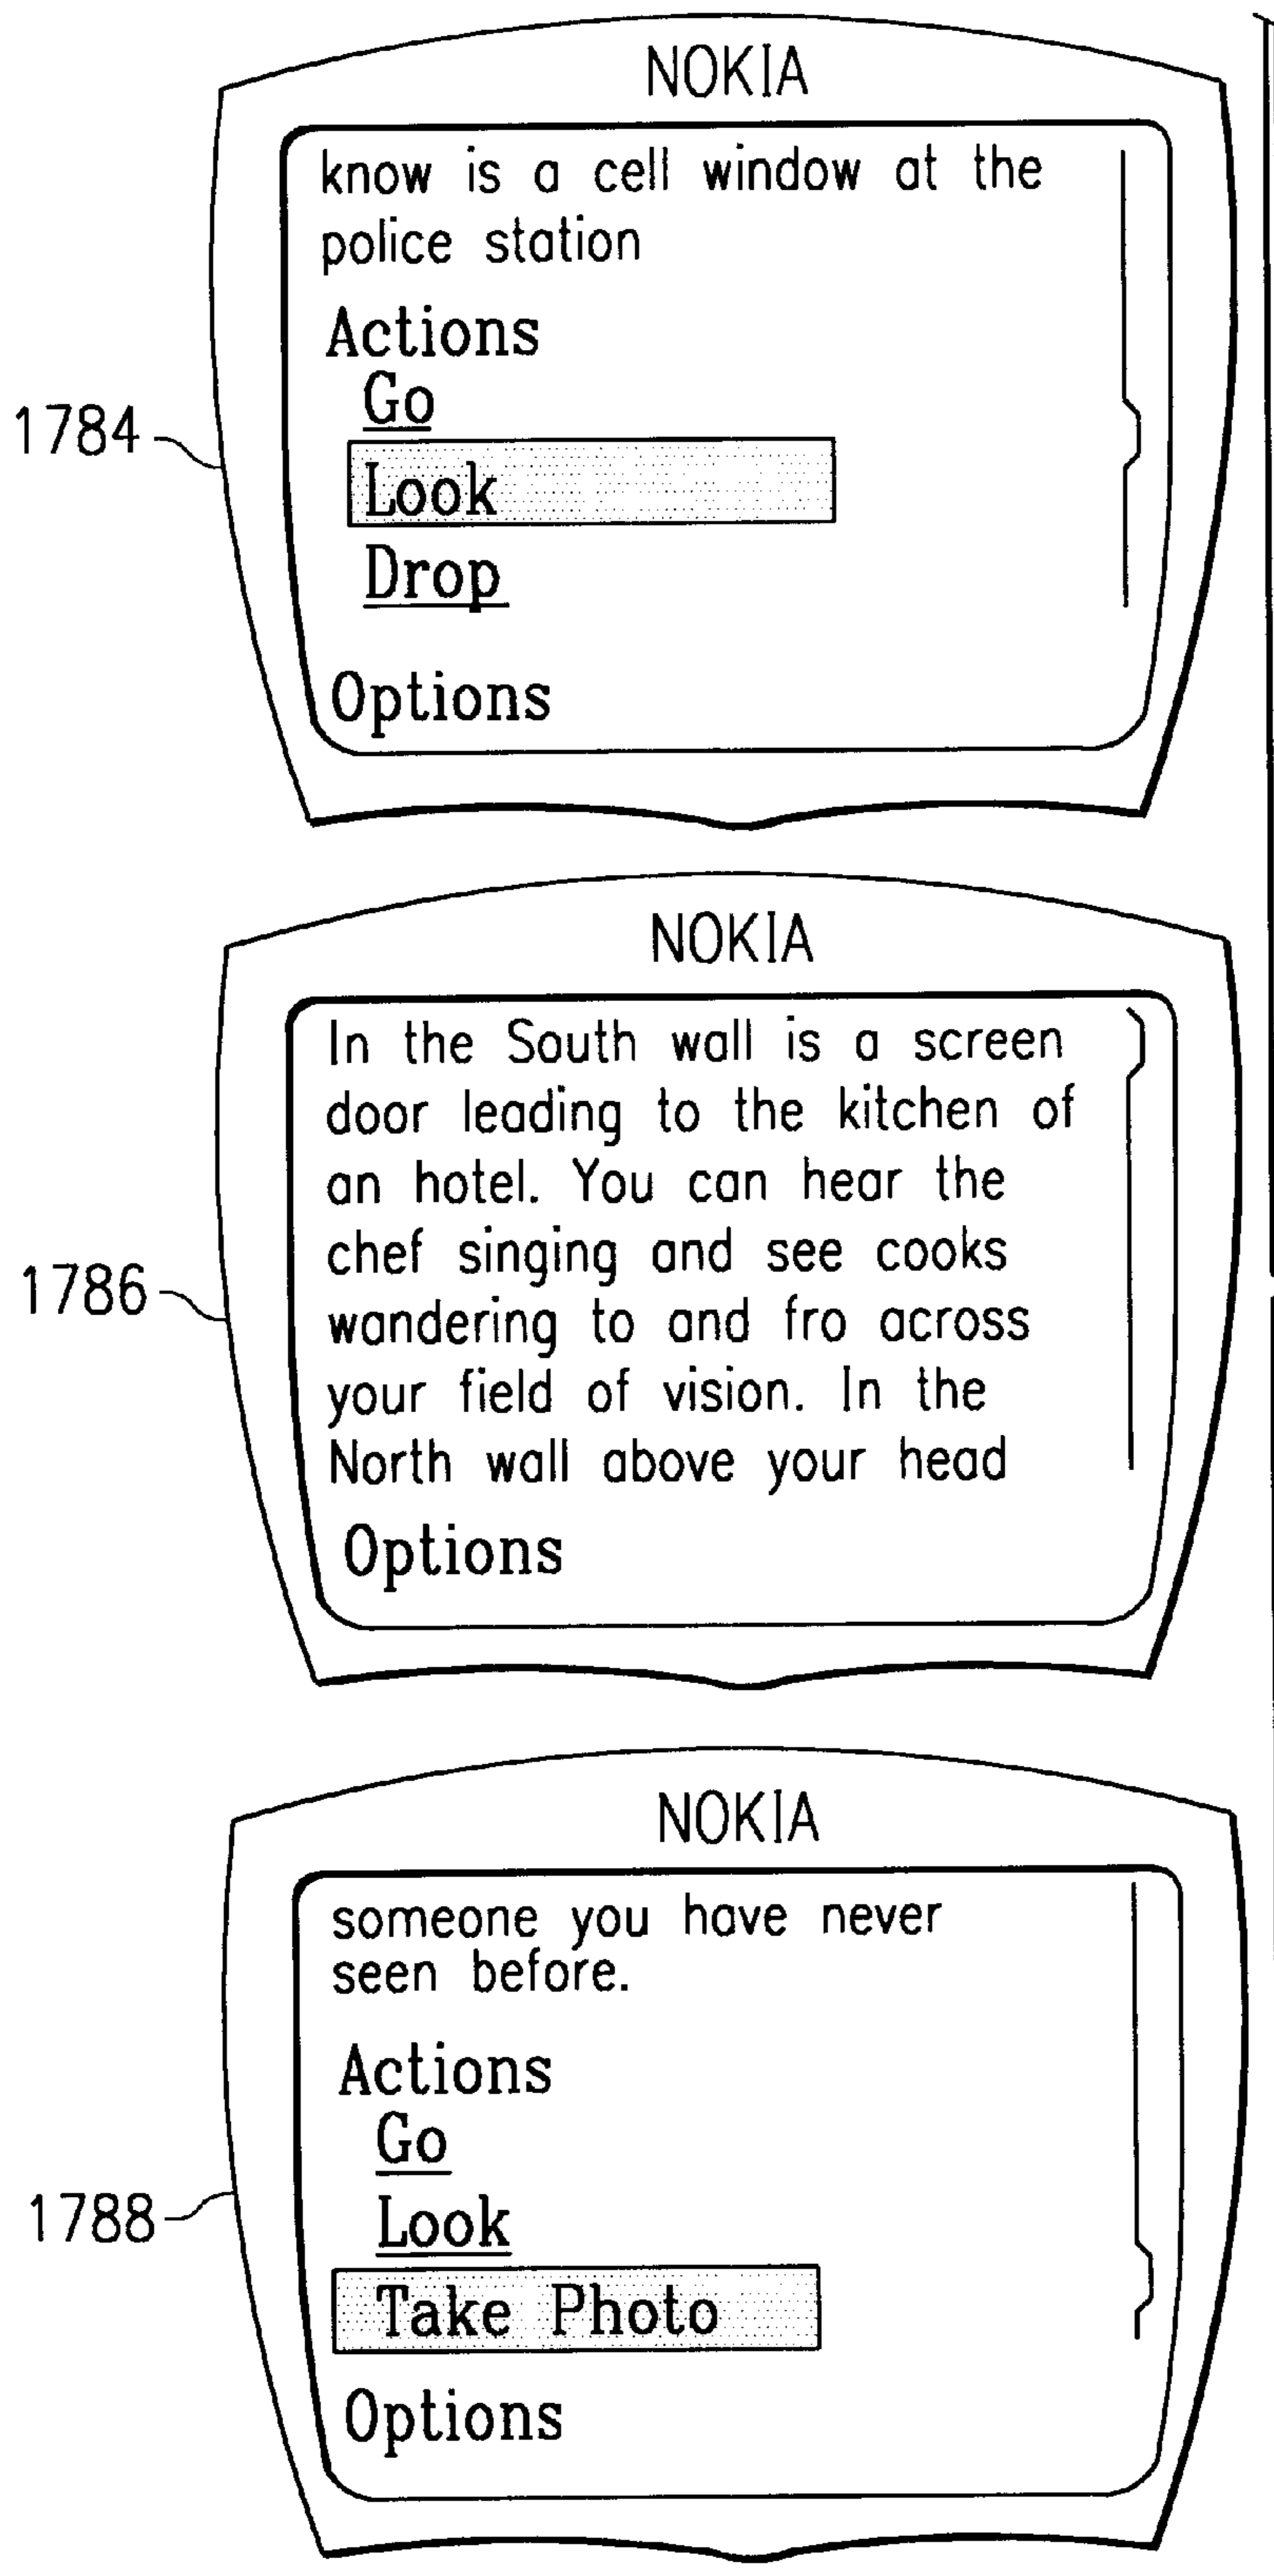 NOKIA
know is a cell window at the
police station
Actions
Go
1784
Look
Drop
Options
NOKIA
In the South wall is a screen
door leading to the kitchen of
an hotel. You can hear the
chef singing and see cooks
1786
wandering to and fro across
your field of vision. In the
North wall above your head
Options
NOKIA
someone you have never
seen before.
Actions
Go
1788
Look
Take Photo
Options